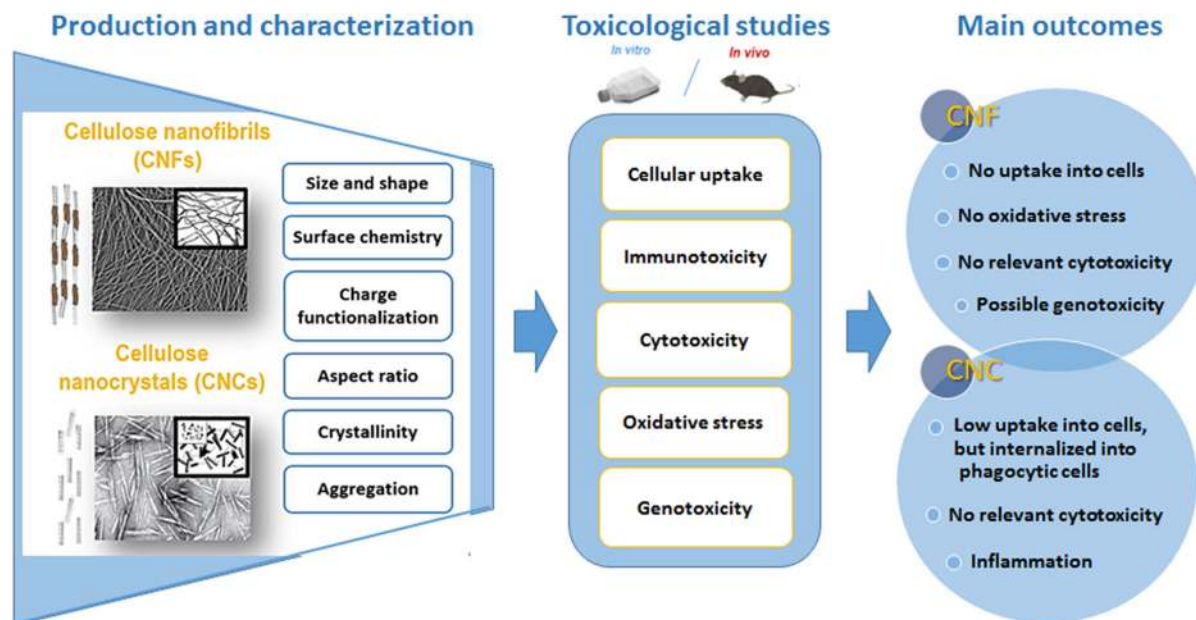 Production and characterization
Cellulose nanofibrils
(CNFs)
Cellulose
nanocrystals (CNCs)
Size and shape
Surface chemistry
Charge
functionalization
Aspect ratio
Crystallinity
Aggregation
Toxicological studies
In vitro
/
In vivo
Cellular uptake
Immunotoxicity
Cytotoxicity
Oxidative stress
Genotoxicity
Main outcomes
CNF
No uptake into cells
No oxidative stress
No relevant cytotoxicity
Possible genotoxicity
CNC
Low uptake into cells,
but internalized into
phagocytic cells
No relevant cytotoxicity
Inflammation